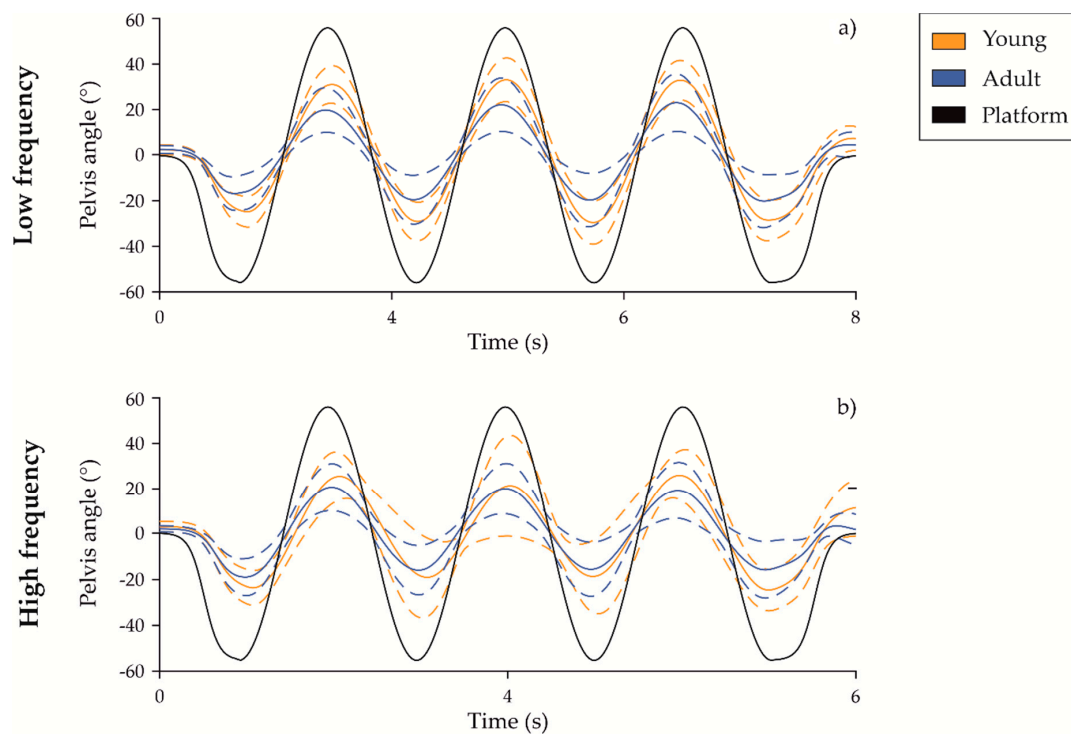 a)
Young
Adult
Platform
Low frequency
Pelvis angle (°)
60
40
20
0
-20
-40
-60
0
4
6
8
Time (s)
b)
High frequency
Pelvis angle (°)
60
40
20
0
-20
-40
-60
0
4
6
Time (s)